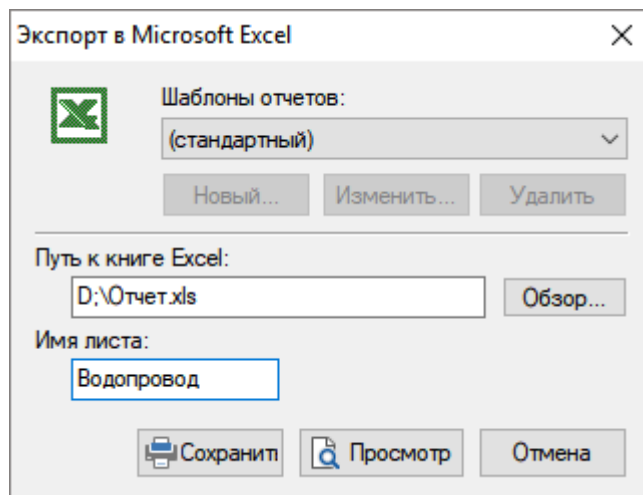 Экспорт в Microsoft Excel
Шаблоны отчетов:
(стандартный)
Новый... Изменить... Удалить
Путь к книге Excel:
D;\Отчет.xls Обзор...
Имя листа:
Водопровод
Сохранит Просмотр Отмена